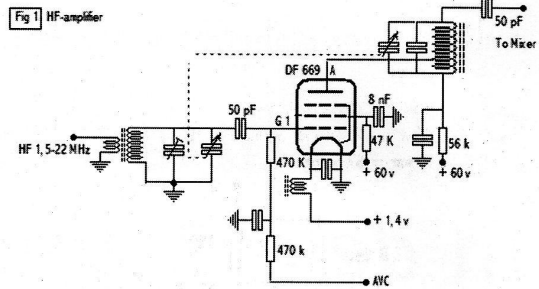 Fig 1 HF-amplifier
50 pF
To Mixer
DF 669 A
8 nF
50 pF
G 1
HF 1,5-22 MHz
470 K
47 K
56 k
+ 60 v
+ 60 v
+ 1,4 v
470 k
AVC